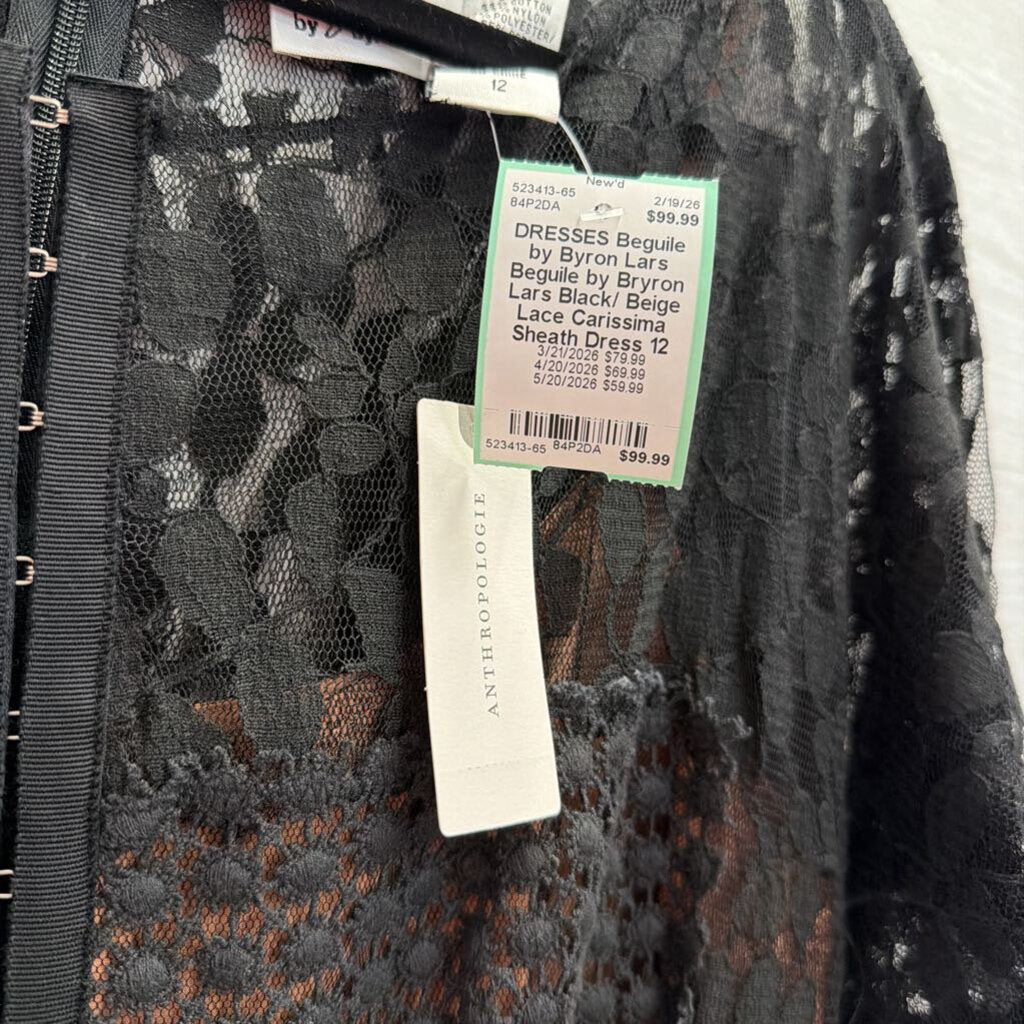 COTTON
NYLON
POLYESTER/
by
12
New'd
523413-65
2/19/26
84P2DA
$99.99
DRESSES Beguile
by Byron Lars
Beguile by Bryron
Lars Black/ Beige
Lace Carissima
Sheath Dress 12
3/21/2026 $79.99
4/20/2026 $69.99
5/20/2026 $59.99
523413-65 84P2DA $99.99
ANTHROPOLOGIE